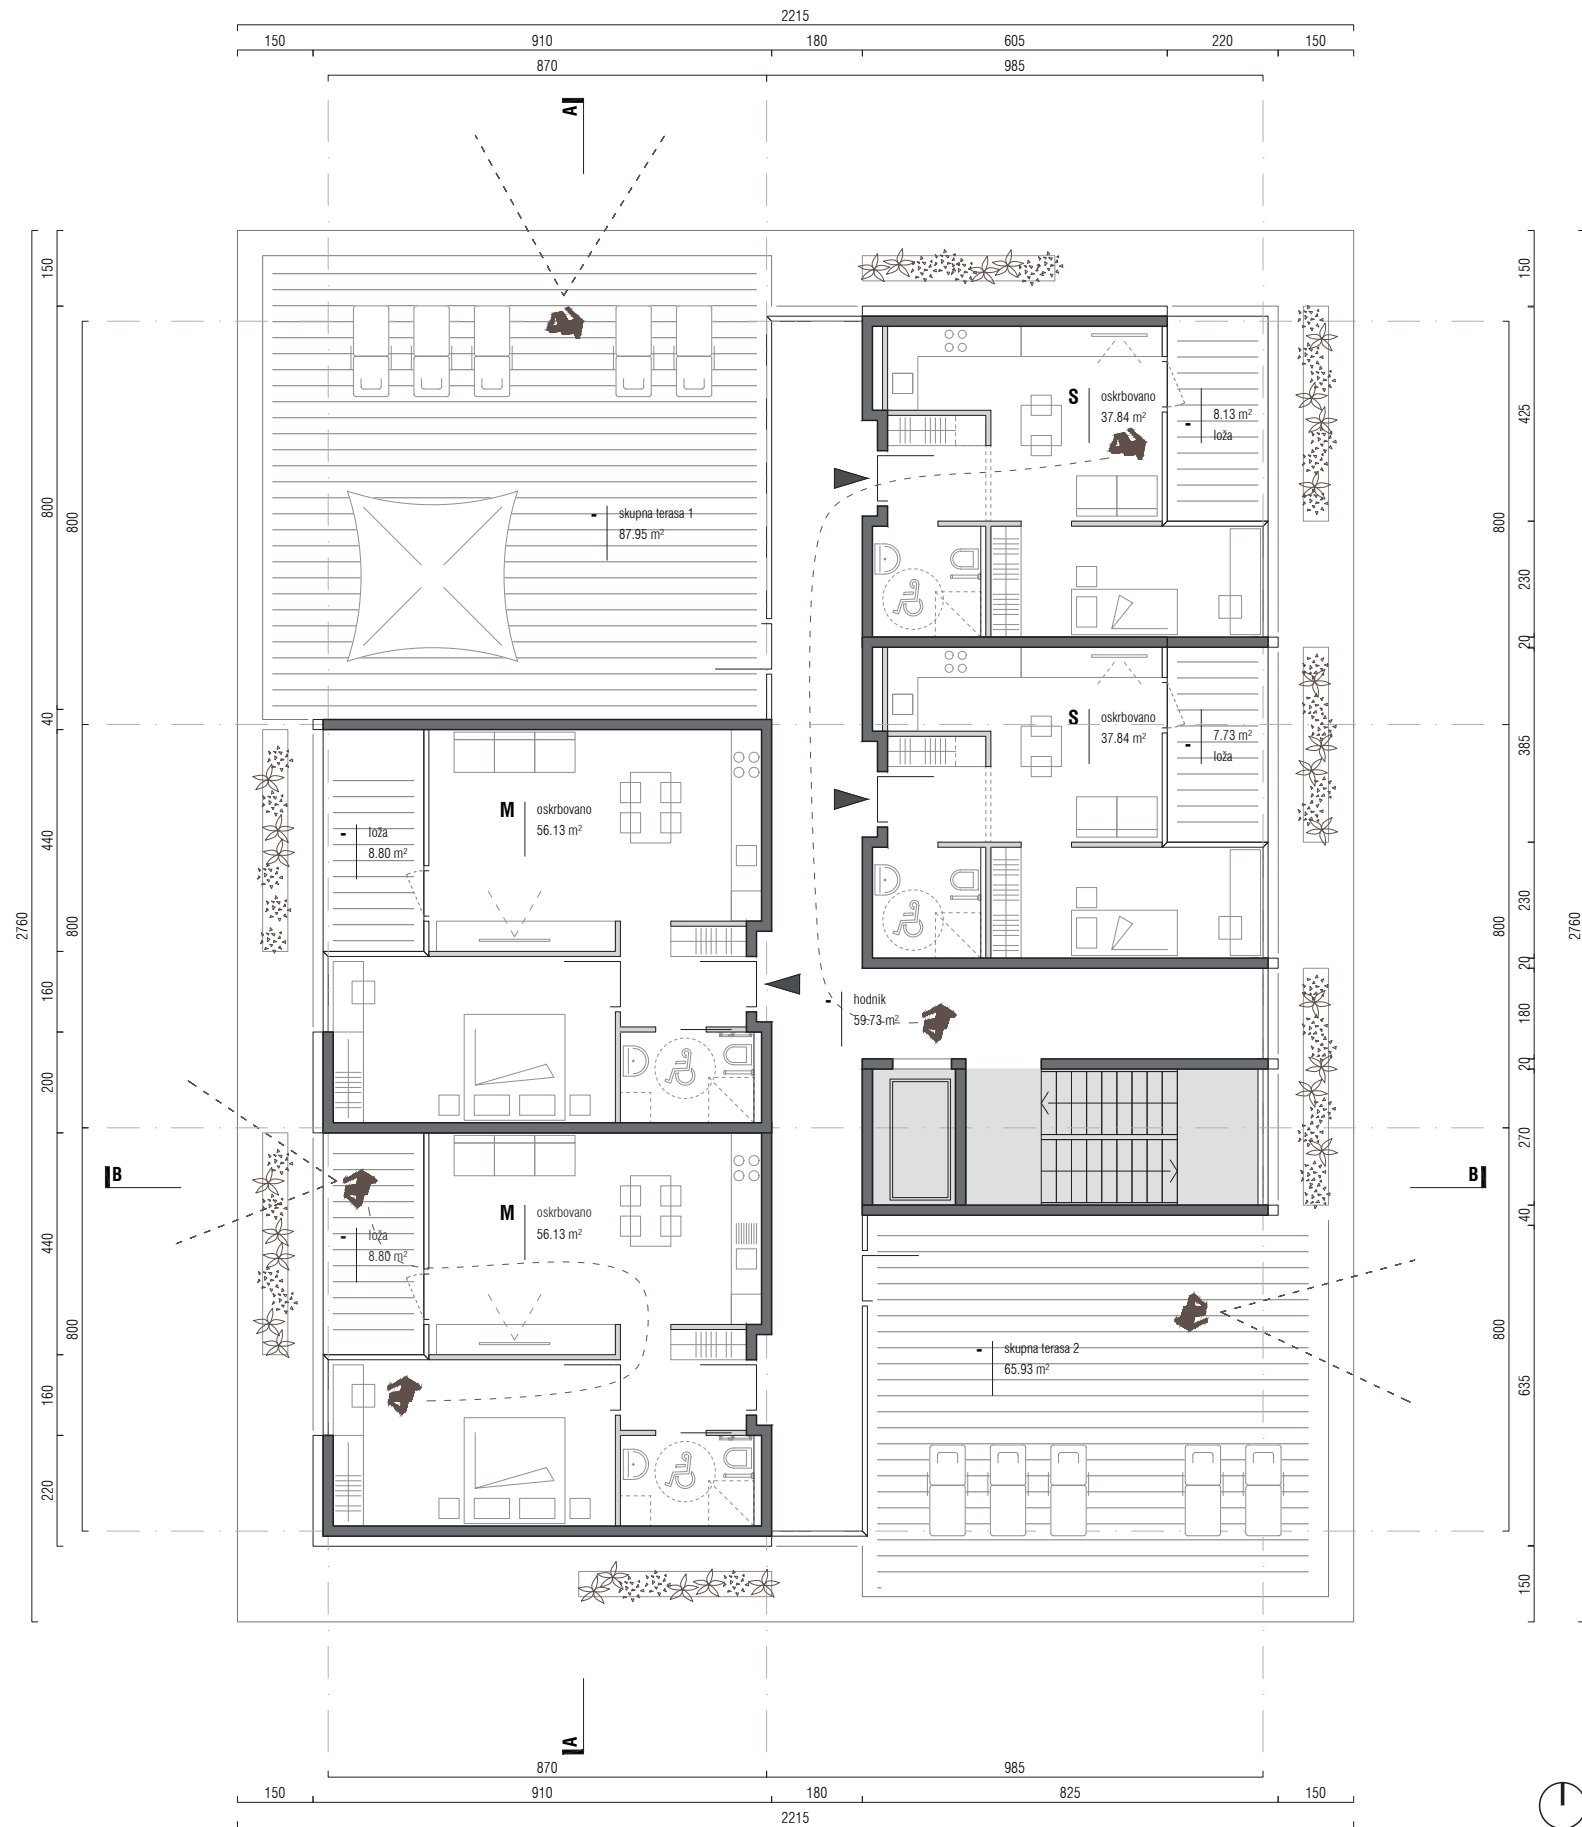 2215
150 910 180 605 220 150
870 985
A
150
150
S oskrbovano
37.84 m²
8.13 m²
loža
425
800
800
skupna terasa 1
87.95 m²
800
230
20
40
S oskrbovano
37.84 m²
7.73 m²
loža
385
M oskrbovano
56.13 m²
loža
8.80 m²
440
2760
800
230
800
2760
20
160
hodnik
59.73 m²
180
20
200
270
B
B
M oskrbovano
56.13 m²
loža
8.80 m²
440
40
800
skupna terasa 2
65.93 m²
800
160
635
220
150
A
870 985
150 910 180 825 150
2215